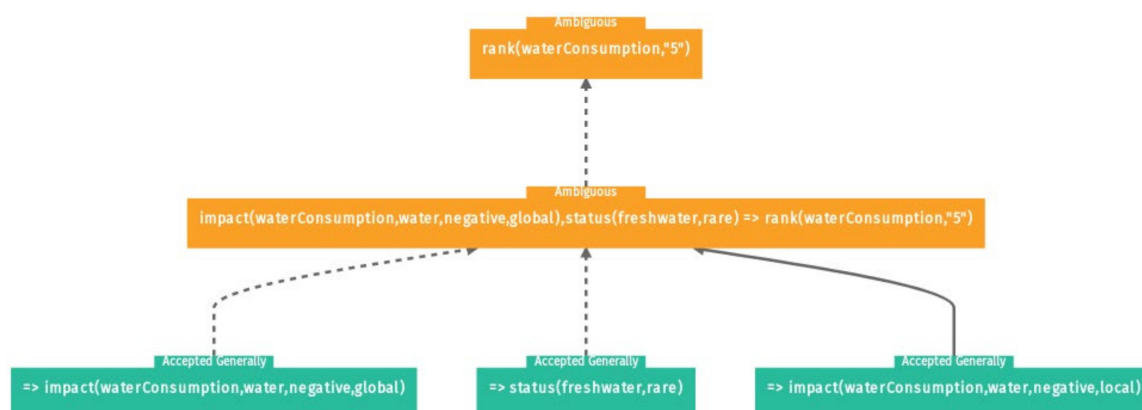 Ambiguous
rank(waterConsumption,"5")
Ambiguous
impact(waterConsumption,water,negative,global),status(freshwater,rare) => rank(waterConsumption,"5")
Accepted Generally
=> impact(waterConsumption,water,negative,global)
Accepted Generally
=> status(freshwater,rare)
Accepted Generally
=> impact(waterConsumption,water,negative,local)